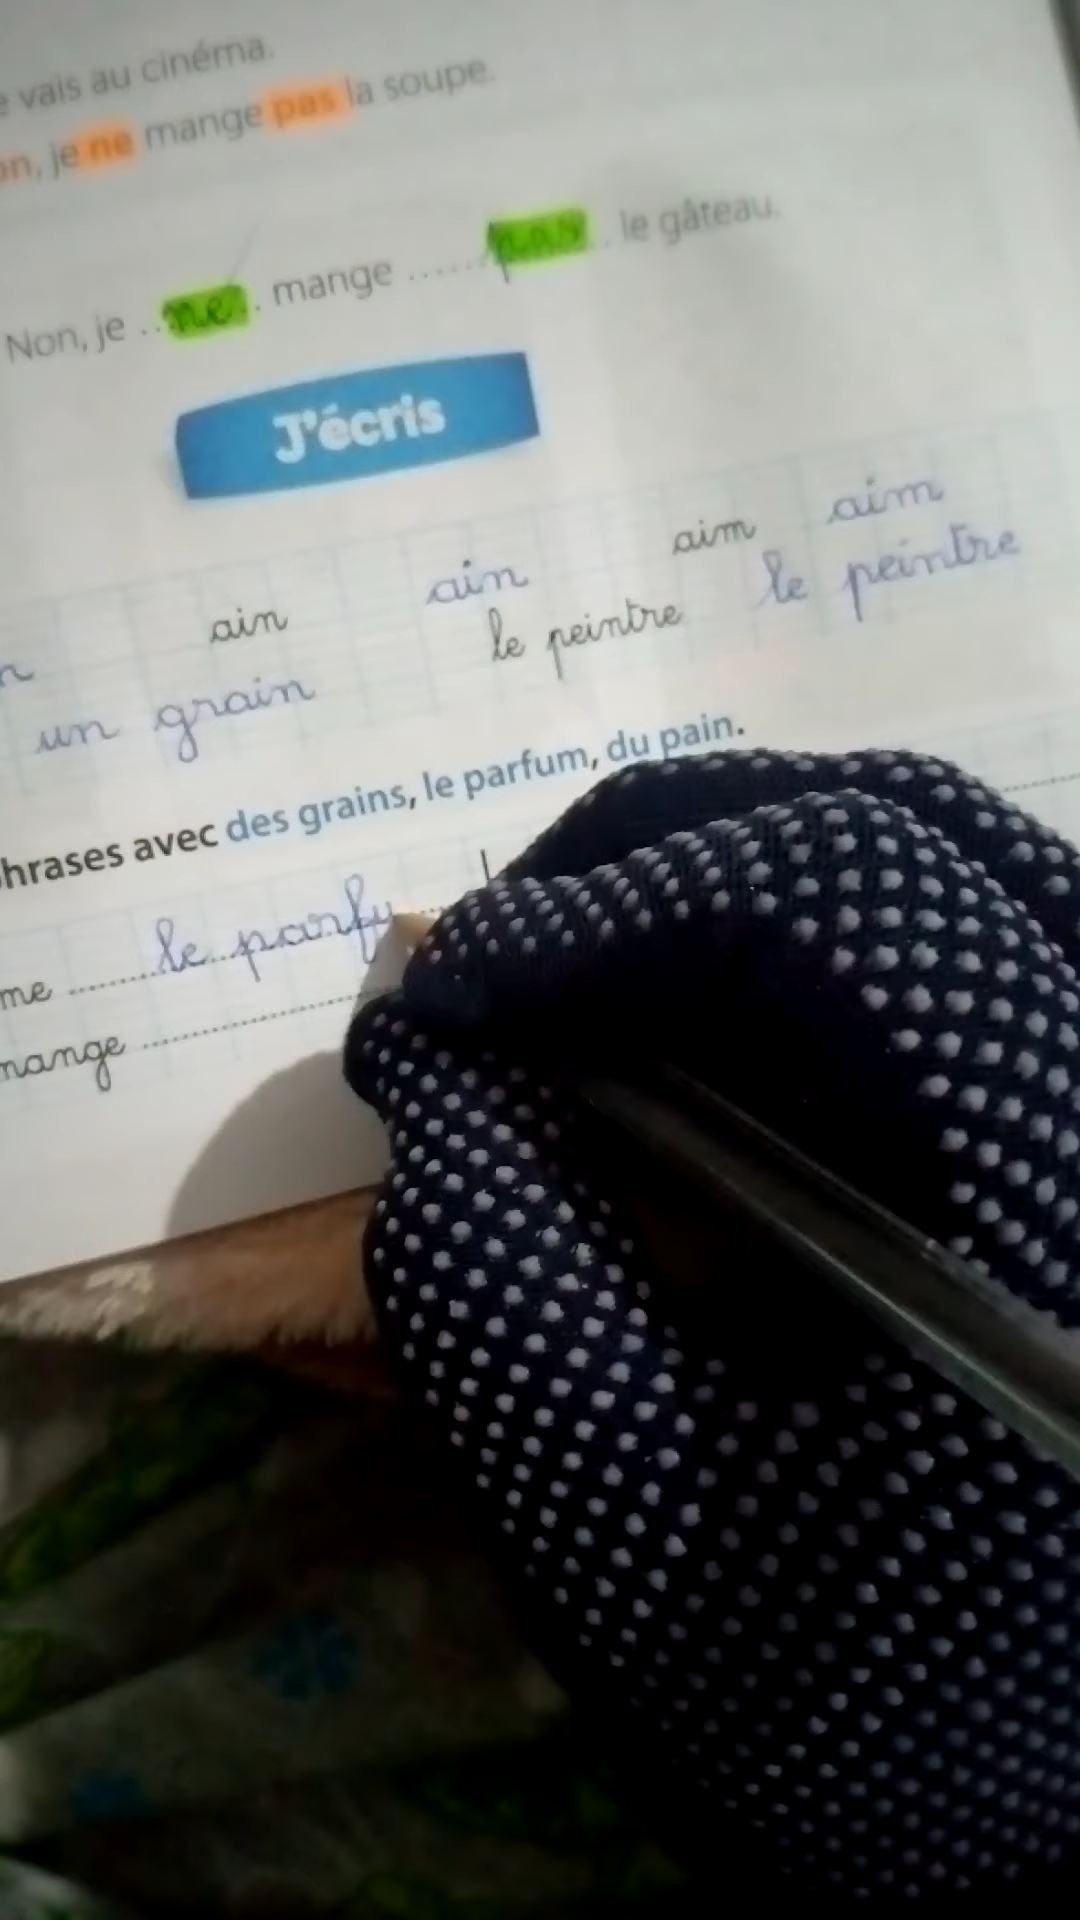 vais au cinéma.
on, je ne mange pas la soupe.
Non, je ..ne.. mange ......pas.. le gâteau.
J'écris
ain ain aim aim
un grain le peintre le peintre
hrases avec des grains, le parfum, du pain.
me ........le parfu...
mange ........................